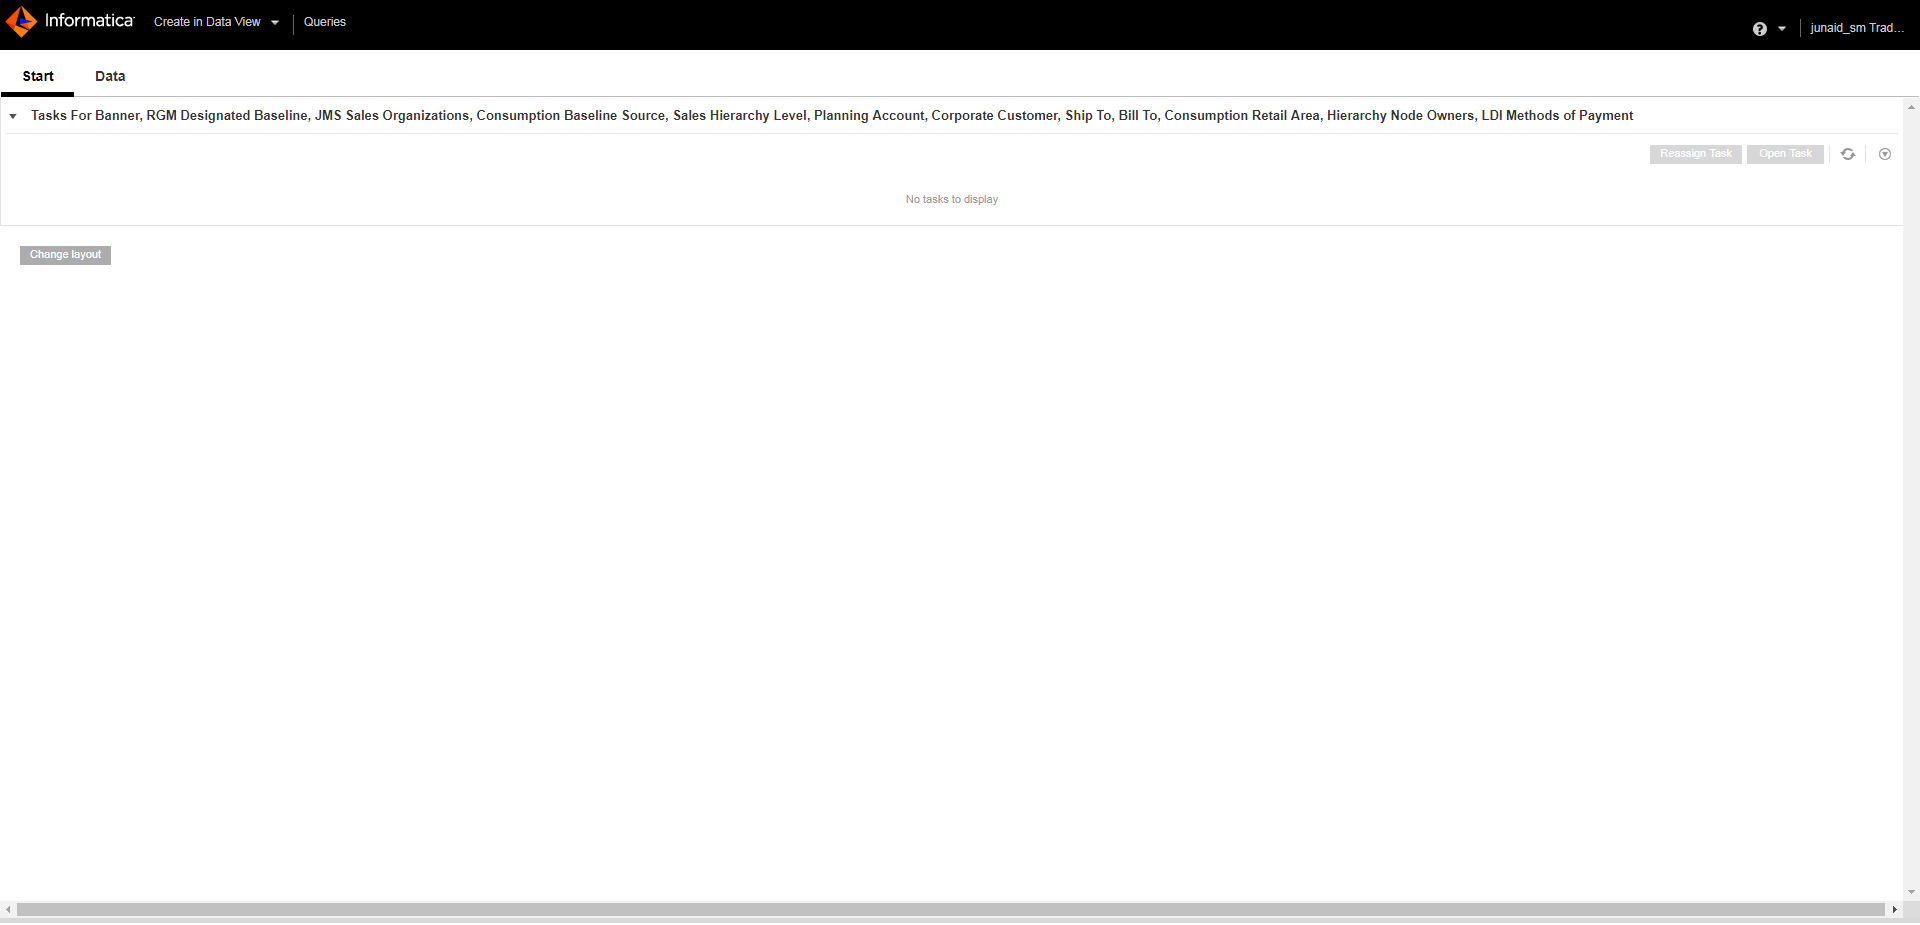 Informatica Create in Data View Queries junaid_sm Trad...
Start Data
Tasks For Banner, RGM Designated Baseline, JMS Sales Organizations, Consumption Baseline Source, Sales Hierarchy Level, Planning Account, Corporate Customer, Ship To, Bill To, Consumption Retail Area, Hierarchy Node Owners, LDI Methods of Payment
Reassign Task Open Task
No tasks to display
Change layout